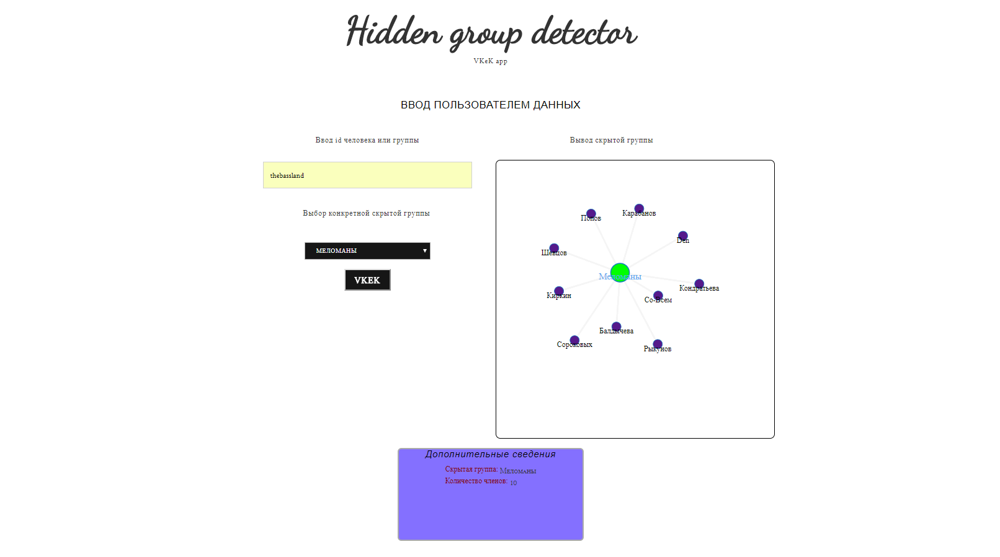 Hidden group detector
VKeK app
ВВОД ПОЛЬЗОВАТЕЛЕМ ДАННЫХ
Ввод id человека или группы
thebassland
Выбор конкретной скрытой группы
МЕЛОМАНЫ
VKEK
Вывод скрытой группы
Попов
Карабанов
Den
Шевцов
Меломаны
Кондратьева
Киркин
Со-Всем
Балдычева
Сороковых
Рыкунов
Дополнительные сведения
Скрытая группа: Меломаны
Количество членов: 10